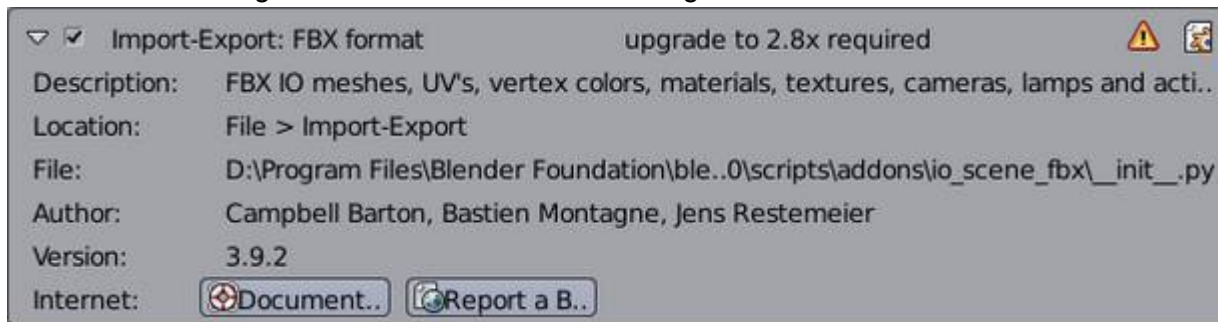 Import-Export: FBX format upgrade to 2.8x required
Description: FBX IO meshes, UV's, vertex colors, materials, textures, cameras, lamps and acti..
Location: File > Import-Export
File: D:\Program Files\Blender Foundation\ble..0\scripts\addons\io_scene_fbx\__init__.py
Author: Campbell Barton, Bastien Montagne, Jens Restemeier
Version: 3.9.2
Internet: Document.. Report a B..